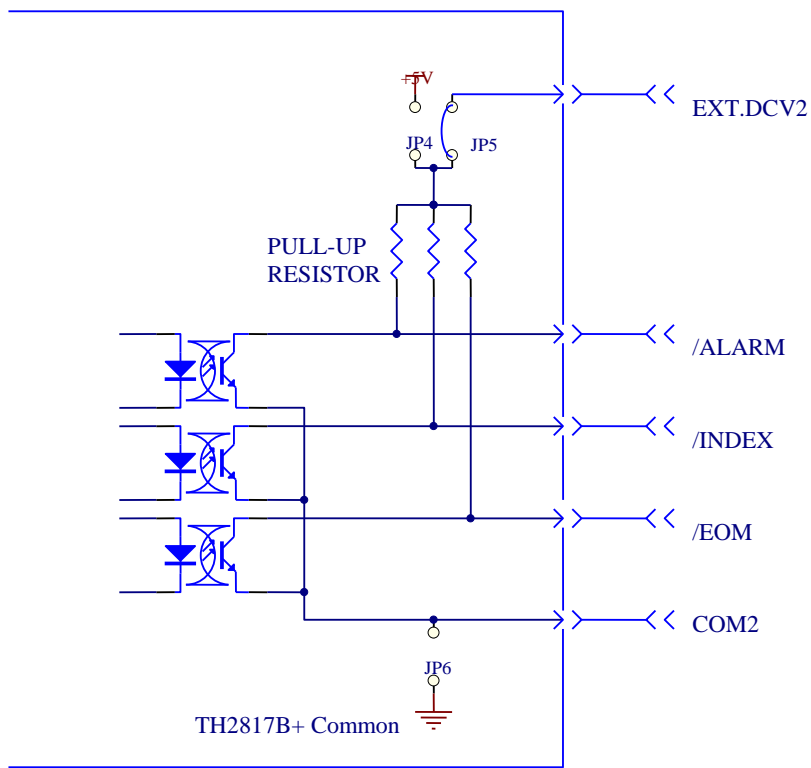 +5V
EXT.DCV2
JP4
JP5
PULL-UP
RESISTOR
/ALARM
/INDEX
/EOM
COM2
JP6
TH2817B+ Common